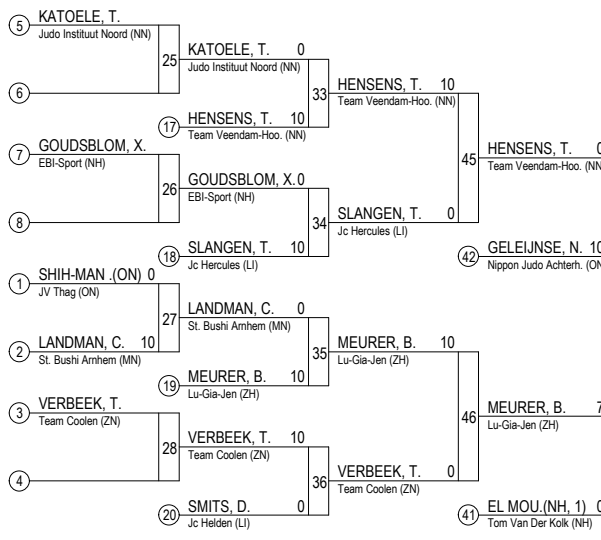 5 KATOELE, T.
Judo Instituut Noord (NN)
25 KATOELE, T. 0
Judo Instituut Noord (NN)
6
33 HENSENS, T. 10
Team Veendam-Hoo. (NN)
17 HENSENS, T. 10
Team Veendam-Hoo. (NN)
7 GOUDSBLOM, X.
EBI-Sport (NH)
45 HENSENS, T. 0
Team Veendam-Hoo. (NN
26 GOUDSBLOM, X. 0
EBI-Sport (NH)
8
34 SLANGEN, T. 0
Jc Hercules (LI)
18 SLANGEN, T. 10
Jc Hercules (LI)
42 GELEIJNSE, N. 10
Nippon Judo Achterh. (ON
1 SHIH-MAN .(ON) 0
JV Thag (ON)
27 LANDMAN, C. 0
St. Bushi Arnhem (MN)
2 LANDMAN, C. 10
St. Bushi Arnhem (MN)
35 MEURER, B. 10
Lu-Gia-Jen (ZH)
19 MEURER, B. 10
Lu-Gia-Jen (ZH)
3 VERBEEK, T.
Team Coolen (ZN)
46 MEURER, B. 7
Lu-Gia-Jen (ZH)
28 VERBEEK, T. 10
Team Coolen (ZN)
4
36 VERBEEK, T. 0
Team Coolen (ZN)
20 SMITS, D. 0
Jc Helden (LI)
41 EL MOU.(NH, 1) 0
Tom Van Der Kolk (NH)